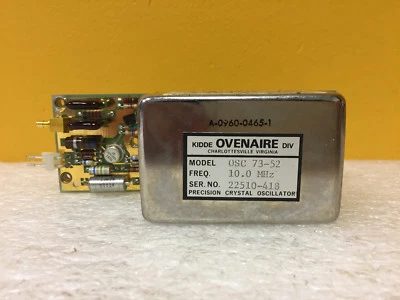 A-0960-0465-1
KIDDE OVENAIRE DIV
CHARLOTTESVILLE VIRGINIA
MODEL OSC 73-52
FREQ. 10.0 MHz
SER. NO. 22510-418
PRECISION CRYSTAL OSCILLATOR